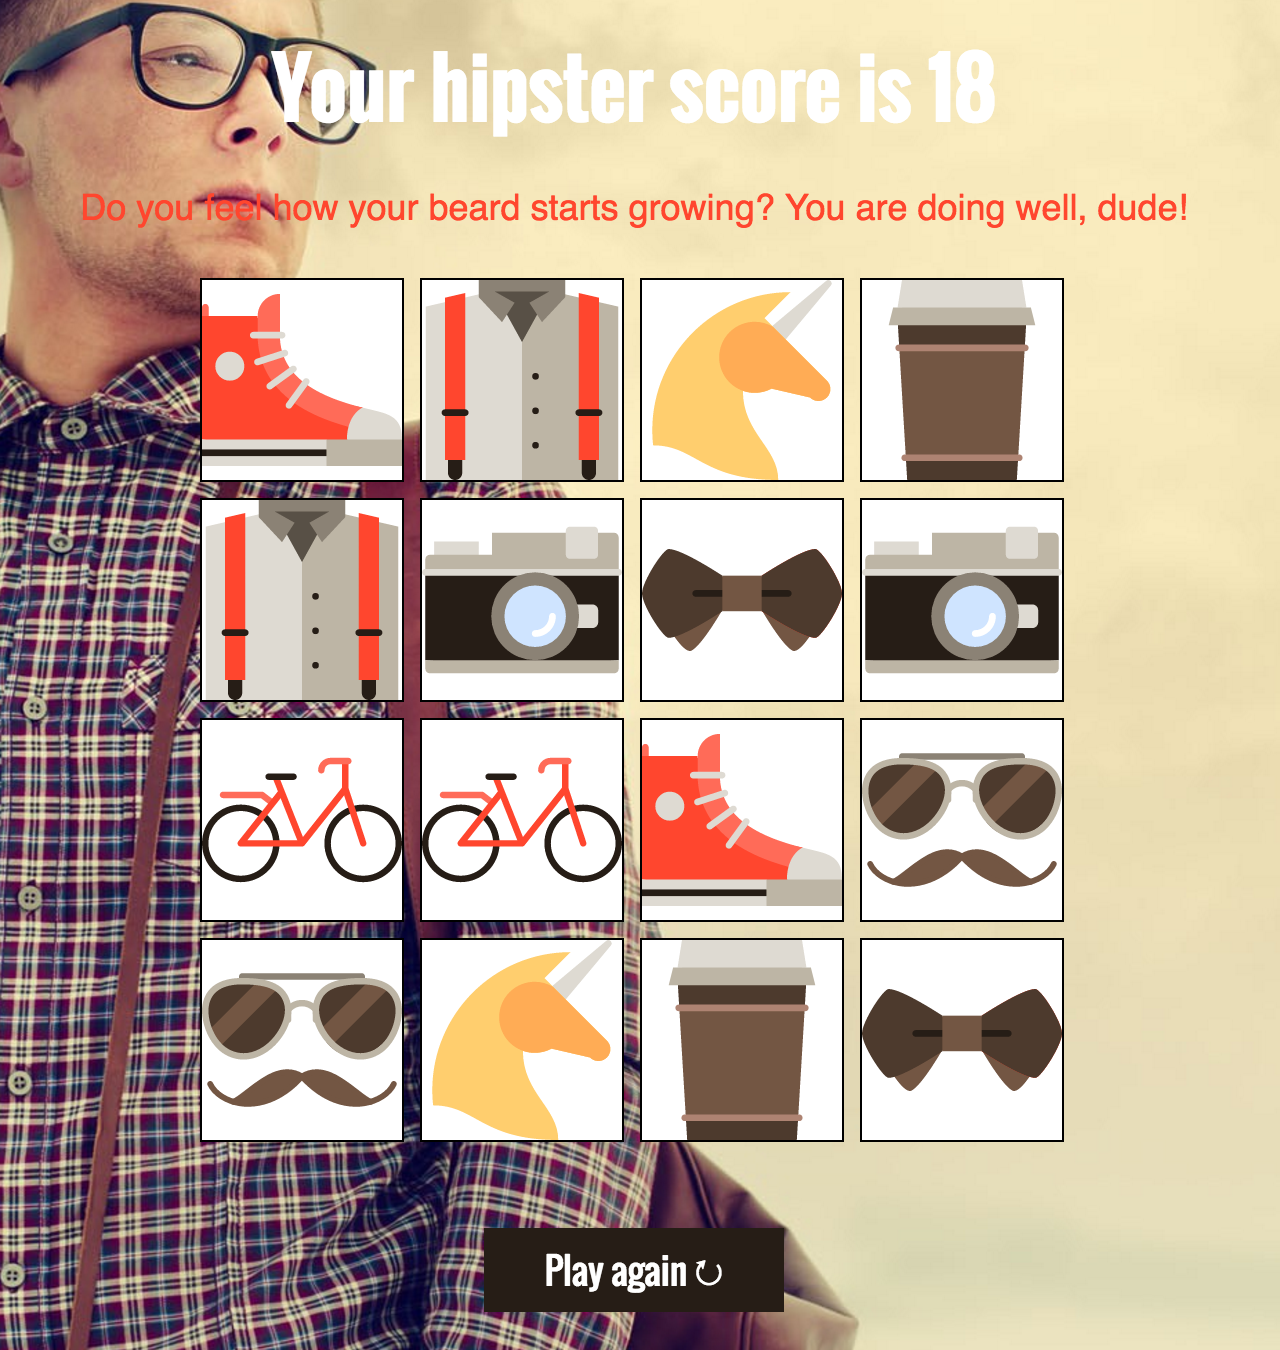 Your hipster score is 18
Do you feel how your beard starts growing? You are doing well, dude!
Play again ↻